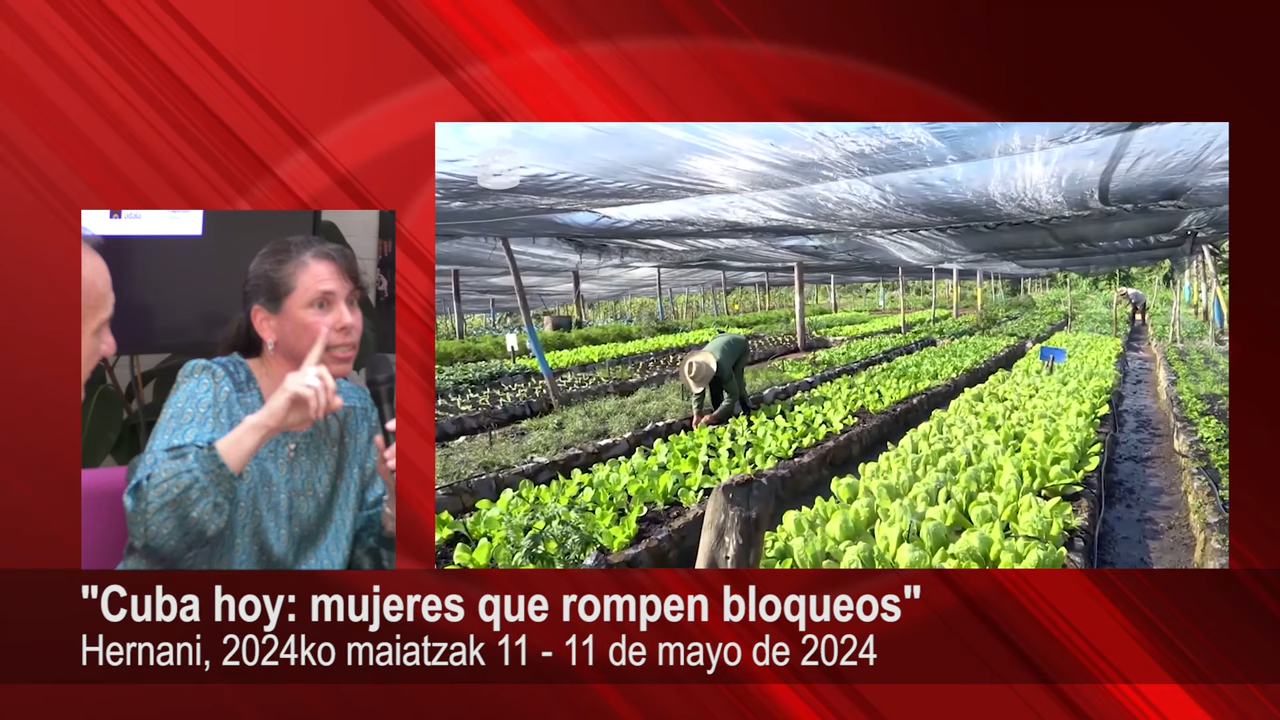 "Cuba hoy: mujeres que rompen bloqueos"
Hernani, 2024ko maiatzak 11 - 11 de mayo de 2024